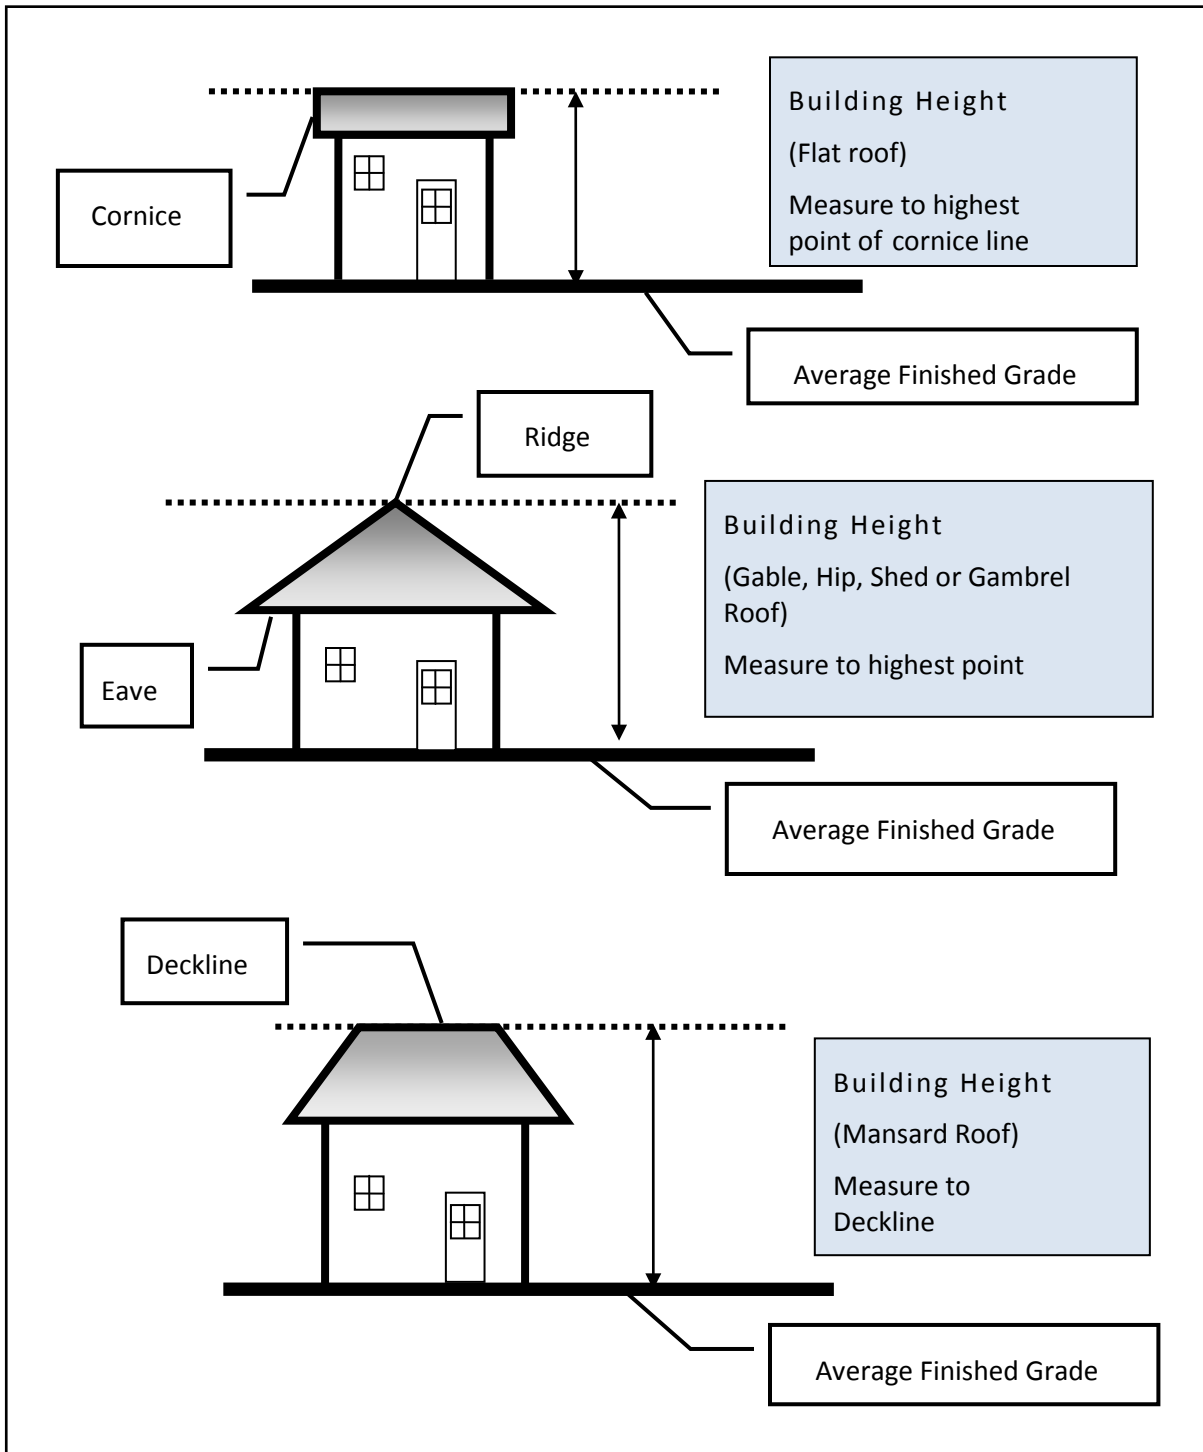 Building Height
(Flat roof)
Measure to highest
point of cornice line
Cornice
Average Finished Grade
Ridge
Building Height
(Gable, Hip, Shed or Gambrel
Roof)
Measure to highest point
Eave
Average Finished Grade
Deckline
Building Height
(Mansard Roof)
Measure to
Deckline
Average Finished Grade